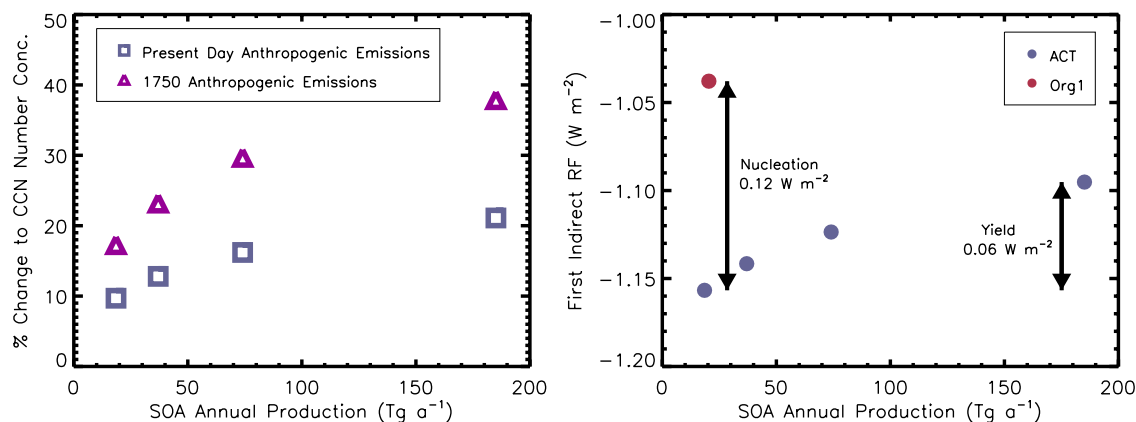 50
40
30
20
10
0
% Change to CCN Number Conc.
Present Day Anthropogenic Emissions
1750 Anthropogenic Emissions
0 50 100 150 200
SOA Annual Production (Tg a⁻¹)
−1.00
−1.05
−1.10
−1.15
−1.20
First Indirect RF (W m⁻²)
ACT
Org1
Nucleation
0.12 W m⁻²
Yield
0.06 W m⁻²
0 50 100 150 200
SOA Annual Production (Tg a⁻¹)